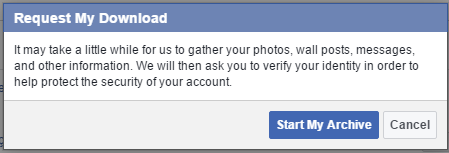 Request My Download
It may take a little while for us to gather your photos, wall posts, messages,
and other information. We will then ask you to verify your identity in order to
help protect the security of your account.
Start My Archive Cancel